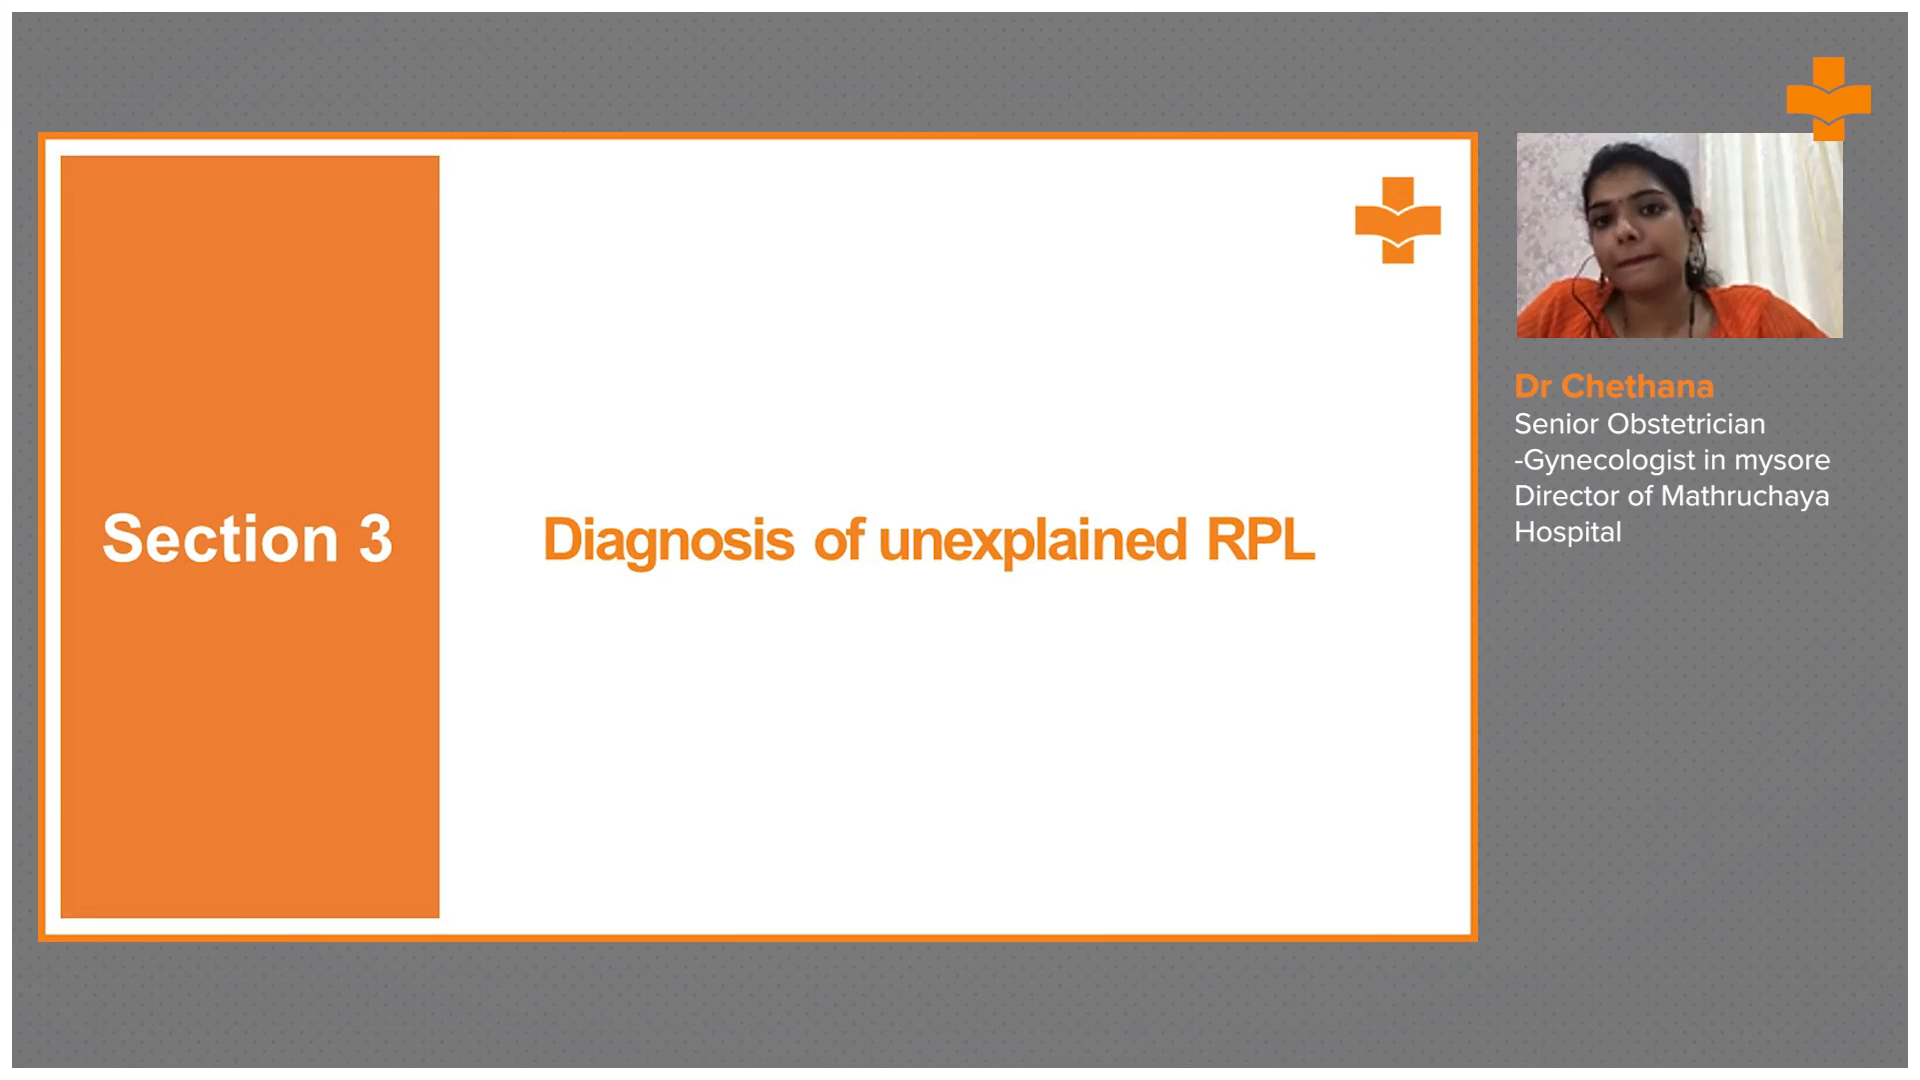 Section 3
Diagnosis of unexplained RPL
Dr Chethana
Senior Obstetrician
-Gynecologist in mysore
Director of Mathruchaya
Hospital